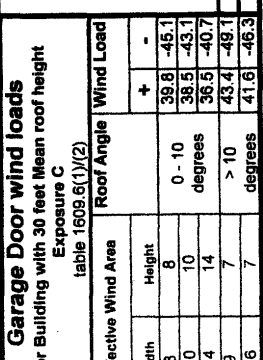 Garage Door wind loads
Building with 30 feet Mean roof height
Exposure C
table 1609.6(1)/(2)
Wind Area Roof Angle Wind Load
Height + -
8 0 - 10 39.8 -45.1
10 degrees 38.5 -43.1
14 36.5 -40.7
7 > 10 43.4 -49.1
7 degrees 41.6 -46.3